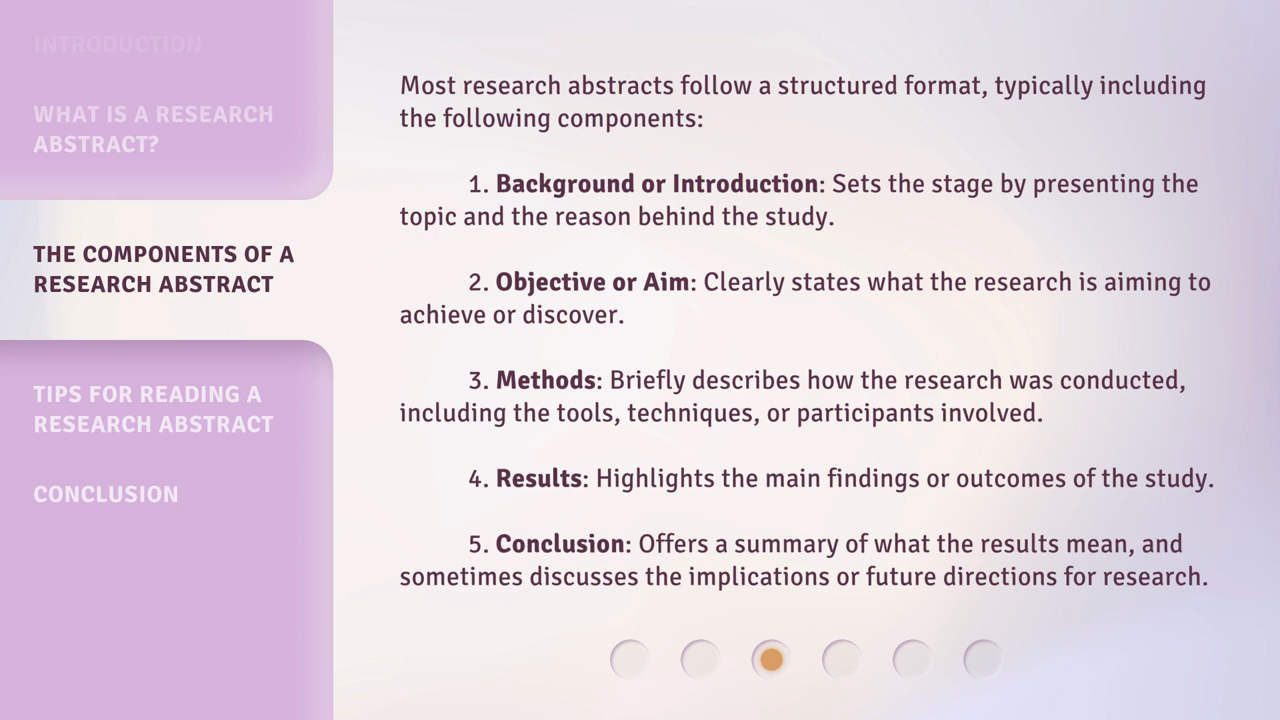 INTRODUCTION
WHAT IS A RESEARCH
ABSTRACT?
THE COMPONENTS OF A
RESEARCH ABSTRACT
TIPS FOR READING A
RESEARCH ABSTRACT
CONCLUSION
Most research abstracts follow a structured format, typically including
the following components:
1. Background or Introduction: Sets the stage by presenting the
topic and the reason behind the study.
2. Objective or Aim: Clearly states what the research is aiming to
achieve or discover.
3. Methods: Briefly describes how the research was conducted,
including the tools, techniques, or participants involved.
4. Results: Highlights the main findings or outcomes of the study.
5. Conclusion: Offers a summary of what the results mean, and
sometimes discusses the implications or future directions for research.